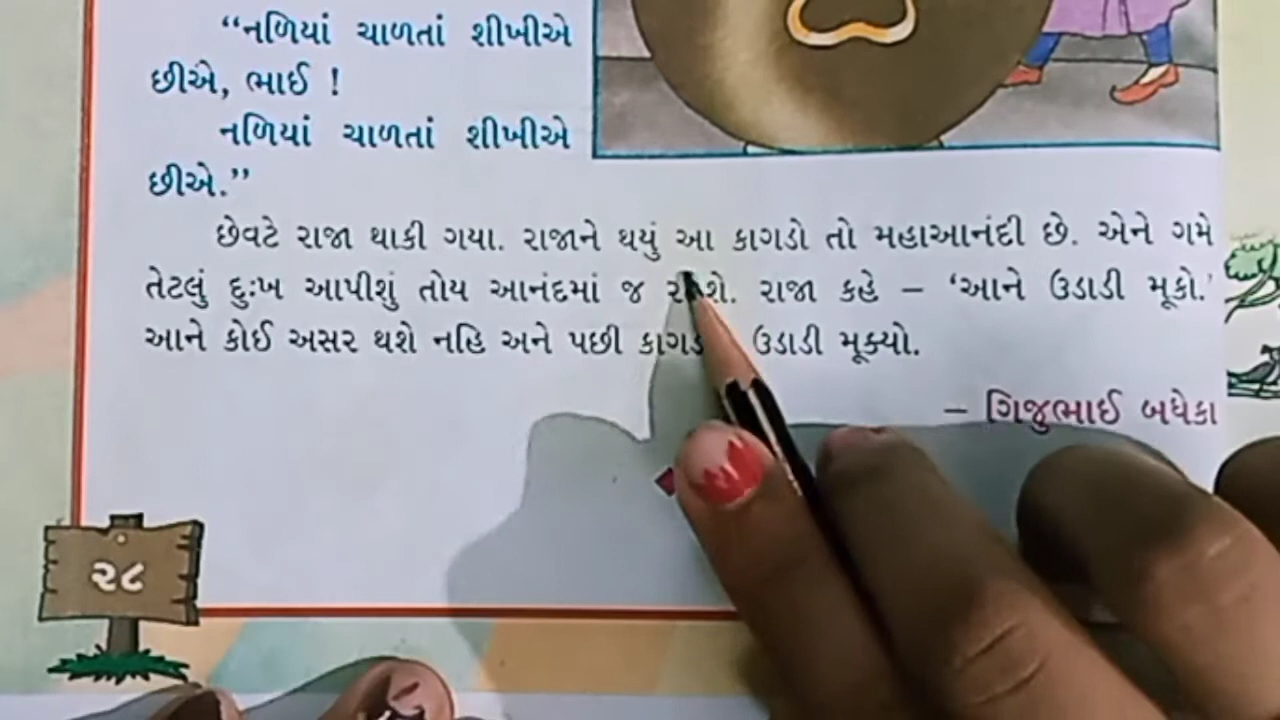 “નળિયાં ચાળતાં શીખીએ
છીએ, ભાઈ !
નળિયાં ચાળતાં શીખીએ
છીએ.”
છેવટે રાજા થાકી ગયા. રાજાને થયું આ કાગડો તો મહાઆનંદી છે. એને ગમે
તેટલું દુઃખ આપીશું તોય આનંદમાં જ રહેશે. રાજા કહે – ‘આને ઉડાડી મૂકો.’
આને કોઈ અસર થશે નહિ અને પછી ઉડાડી મૂક્યો.
– ગિજુભાઈ બધેકા
૨૮